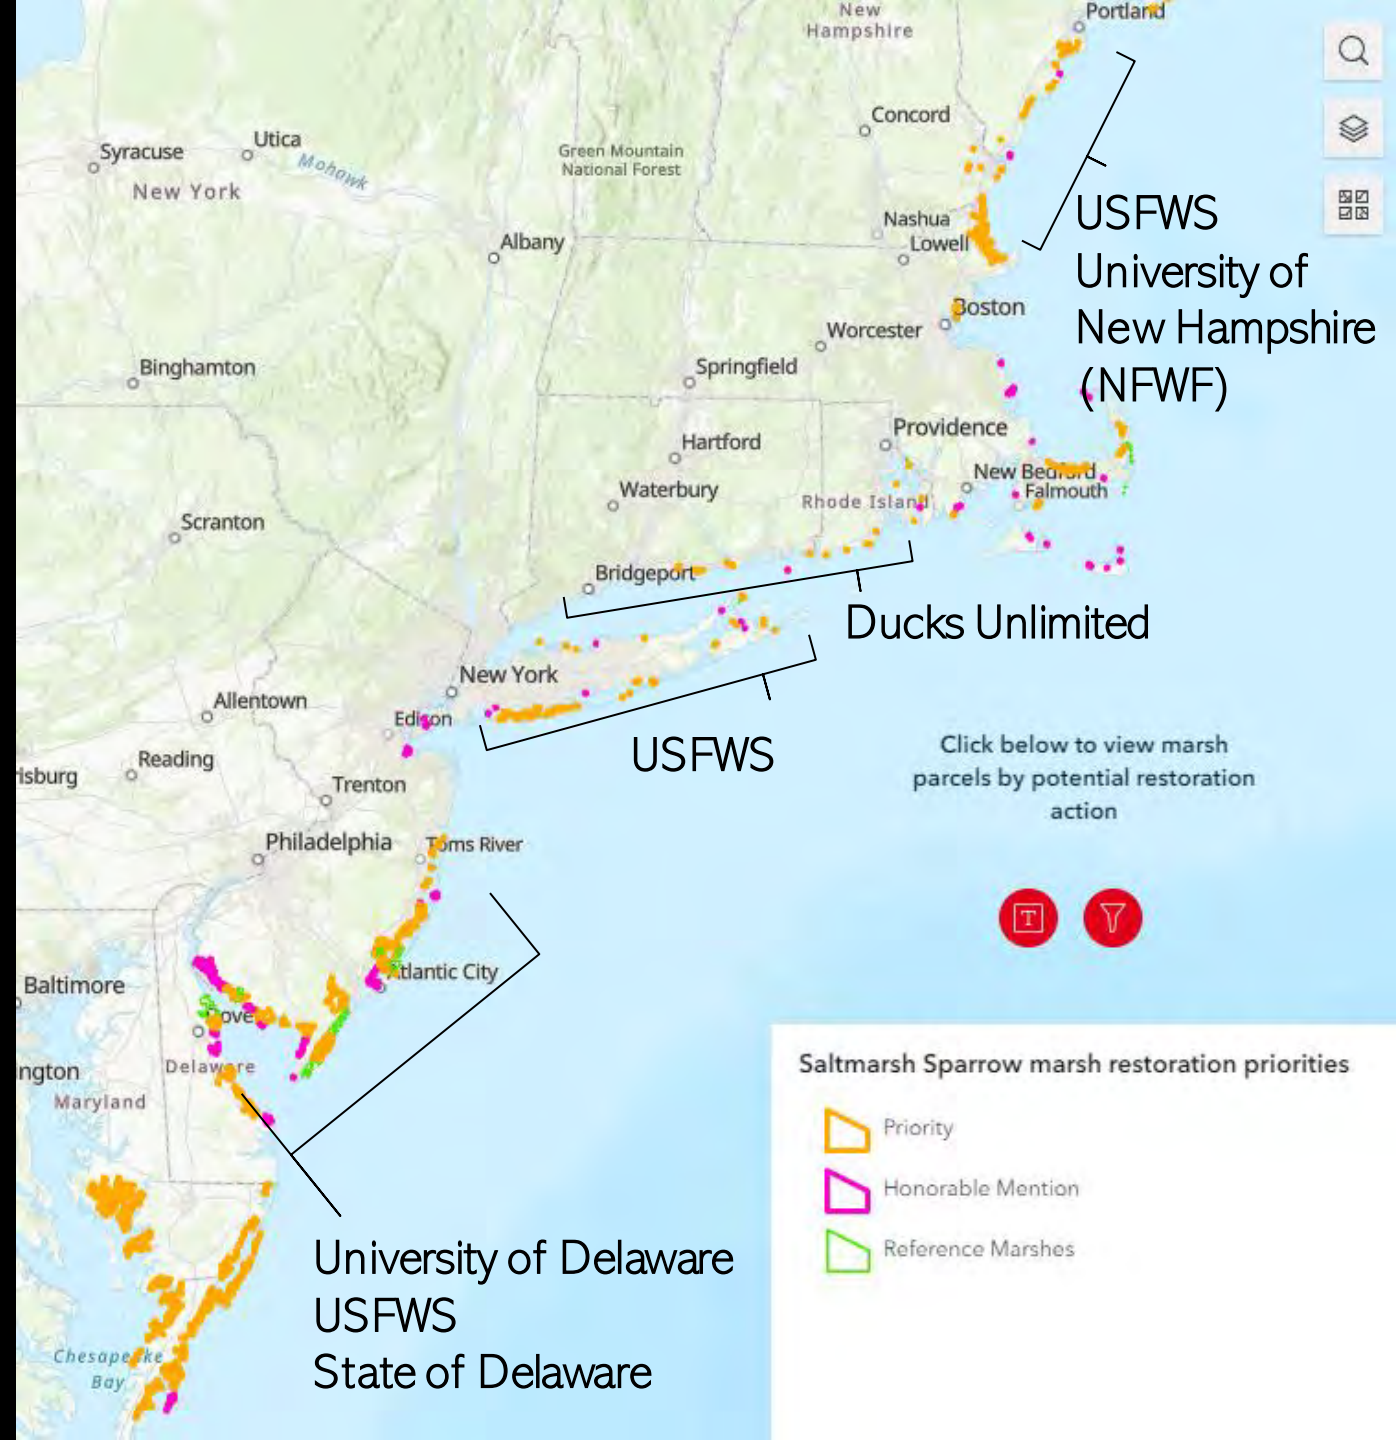 Portland
New
Hampshire
Concord
Utica
Syracuse
Mohawk
New York
Green Mountain
National Forest
Nashua
Lowell
Albany
USFWS
University of
New Hampshire
(NFWF)
Boston
Worcester
Springfield
Binghamton
Providence
Hartford
New Bedford
Falmouth
Waterbury
Rhode Island
Scranton
Bridgeport
Ducks Unlimited
New York
Allentown
Edison
USFWS
Click below to view marsh
parcels by potential restoration
action
Reading
risburg
Trenton
Philadelphia
Toms River
T
Atlantic City
Baltimore
Dove
Delaware
ington
Maryland
Saltmarsh Sparrow marsh restoration priorities
Priority
Honorable Mention
Reference Marshes
University of Delaware
USFWS
State of Delaware
Chesapeake
Bay